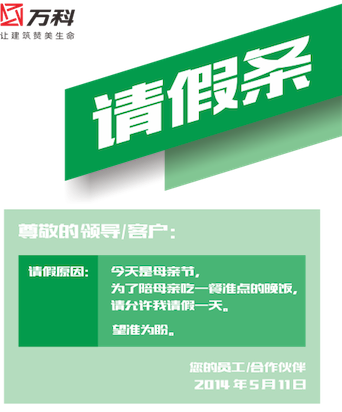 万科
让建筑赞美生命
请假条
尊敬的领导/客户：
请假原因： 今天是母亲节，
为了陪母亲吃一餐准点的晚饭，
请允许我请假一天。
望准为盼。
您的员工/合作伙伴
2014年5月11日